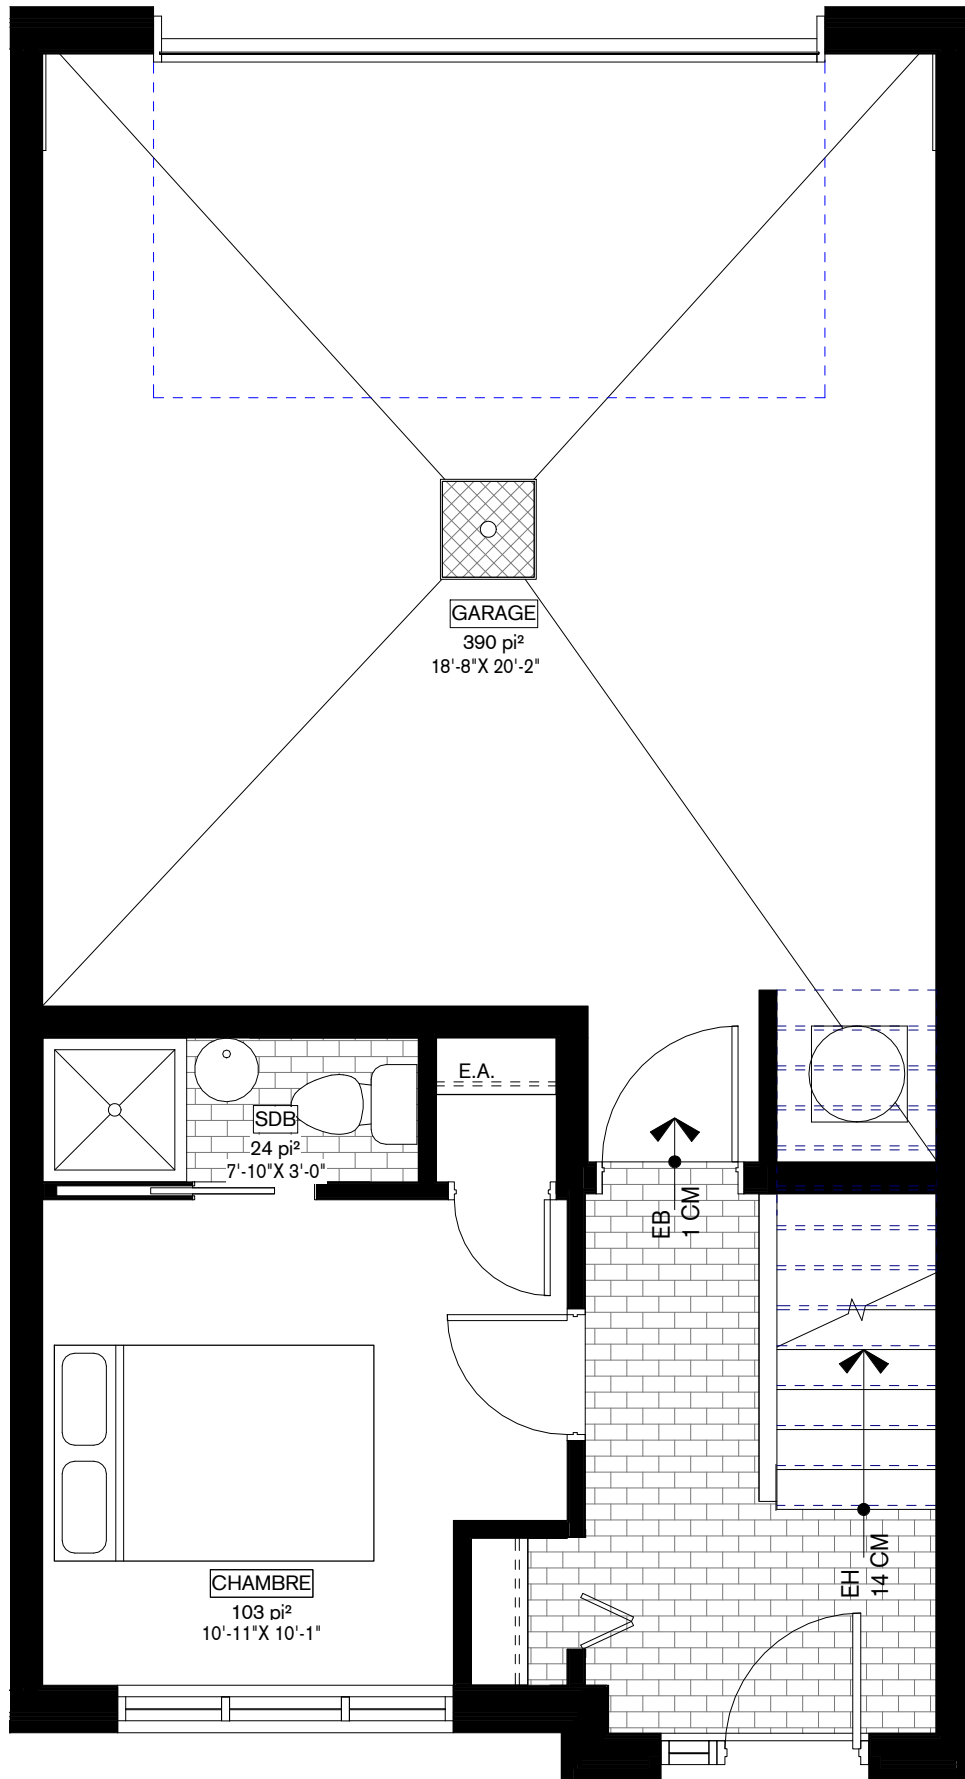 GARAGE
390 pi²
18'-8"X 20'-2"
E.A.
SDB
24 pi²
7'-10"X 3'-0"
EB
1 CM
EH
14 CM
CHAMBRE
103 pi²
10'-11"X 10'-1"